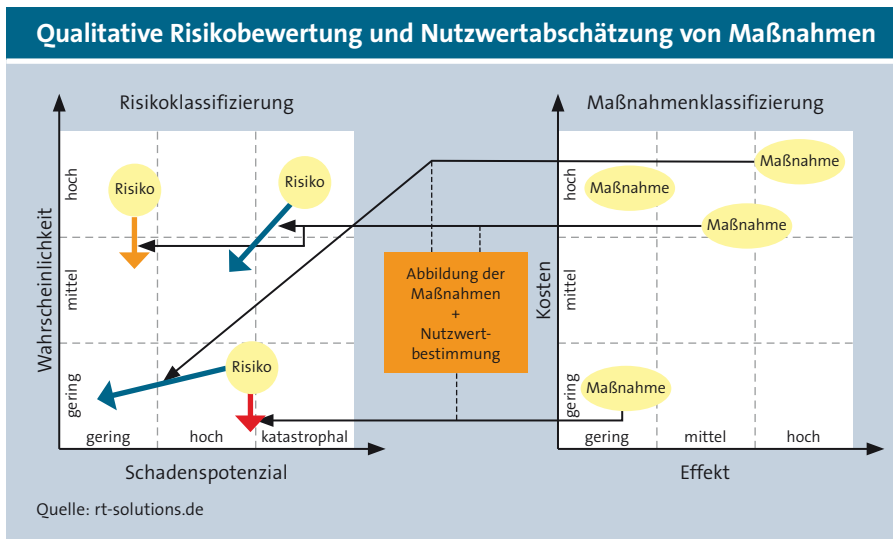 Qualitative Risikobewertung und Nutzwertabschätzung von Maßnahmen
Risikoklassifizierung
Wahrscheinlichkeit
hoch
mittel
gering
Risiko
Risiko
Risiko
gering
hoch
katastrophal
Schadenspotenzial
Abbildung der
Maßnahmen
+
Nutzwert-
bestimmung
Maßnahmenklassifizierung
Kosten
hoch
mittel
gering
Maßnahme
Maßnahme
Maßnahme
Maßnahme
gering
mittel
hoch
Effekt
Quelle: rt-solutions.de